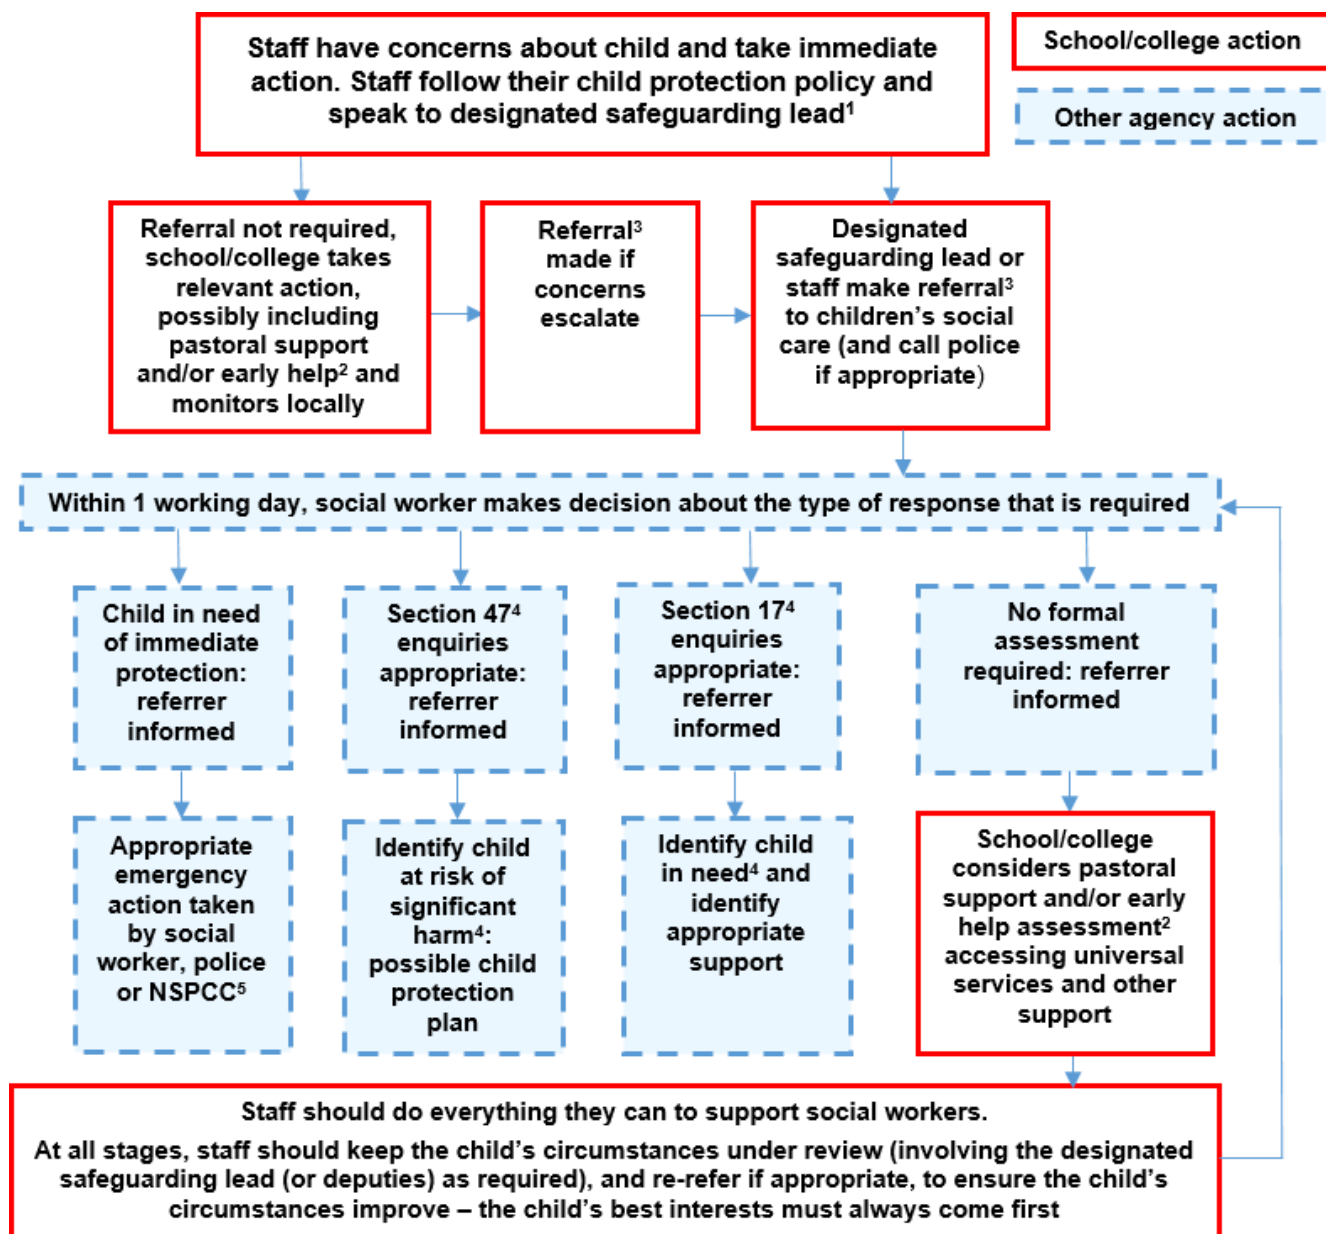 Staff have concerns about child and take immediate
action. Staff follow their child protection policy and
speak to designated safeguarding lead¹
School/college action
Other agency action
Referral not required,
school/college takes
relevant action,
possibly including
pastoral support
and/or early help² and
monitors locally
Referral³
made if
concerns
escalate
Designated
safeguarding lead or
staff make referral³
to children’s social
care (and call police
if appropriate)
Within 1 working day, social worker makes decision about the type of response that is required
Child in need
of immediate
protection:
referrer
informed
Section 47⁴
enquiries
appropriate:
referrer
informed
Section 17⁴
enquiries
appropriate:
referrer
informed
No formal
assessment
required: referrer
informed
Appropriate
emergency
action taken
by social
worker, police
or NSPCC⁵
Identify child
at risk of
significant
harm⁴:
possible child
protection
plan
Identify child
in need⁴ and
identify
appropriate
support
School/college
considers pastoral
support and/or early
help assessment²
accessing universal
services and other
support
Staff should do everything they can to support social workers.
At all stages, staff should keep the child’s circumstances under review (involving the designated
safeguarding lead (or deputies) as required), and re-refer if appropriate, to ensure the child’s
circumstances improve – the child’s best interests must always come first